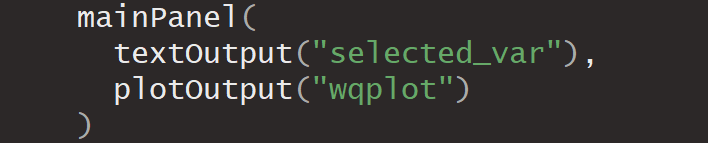 mainPanel(
  textOutput("selected_var"),
  plotOutput("wqplot")
)